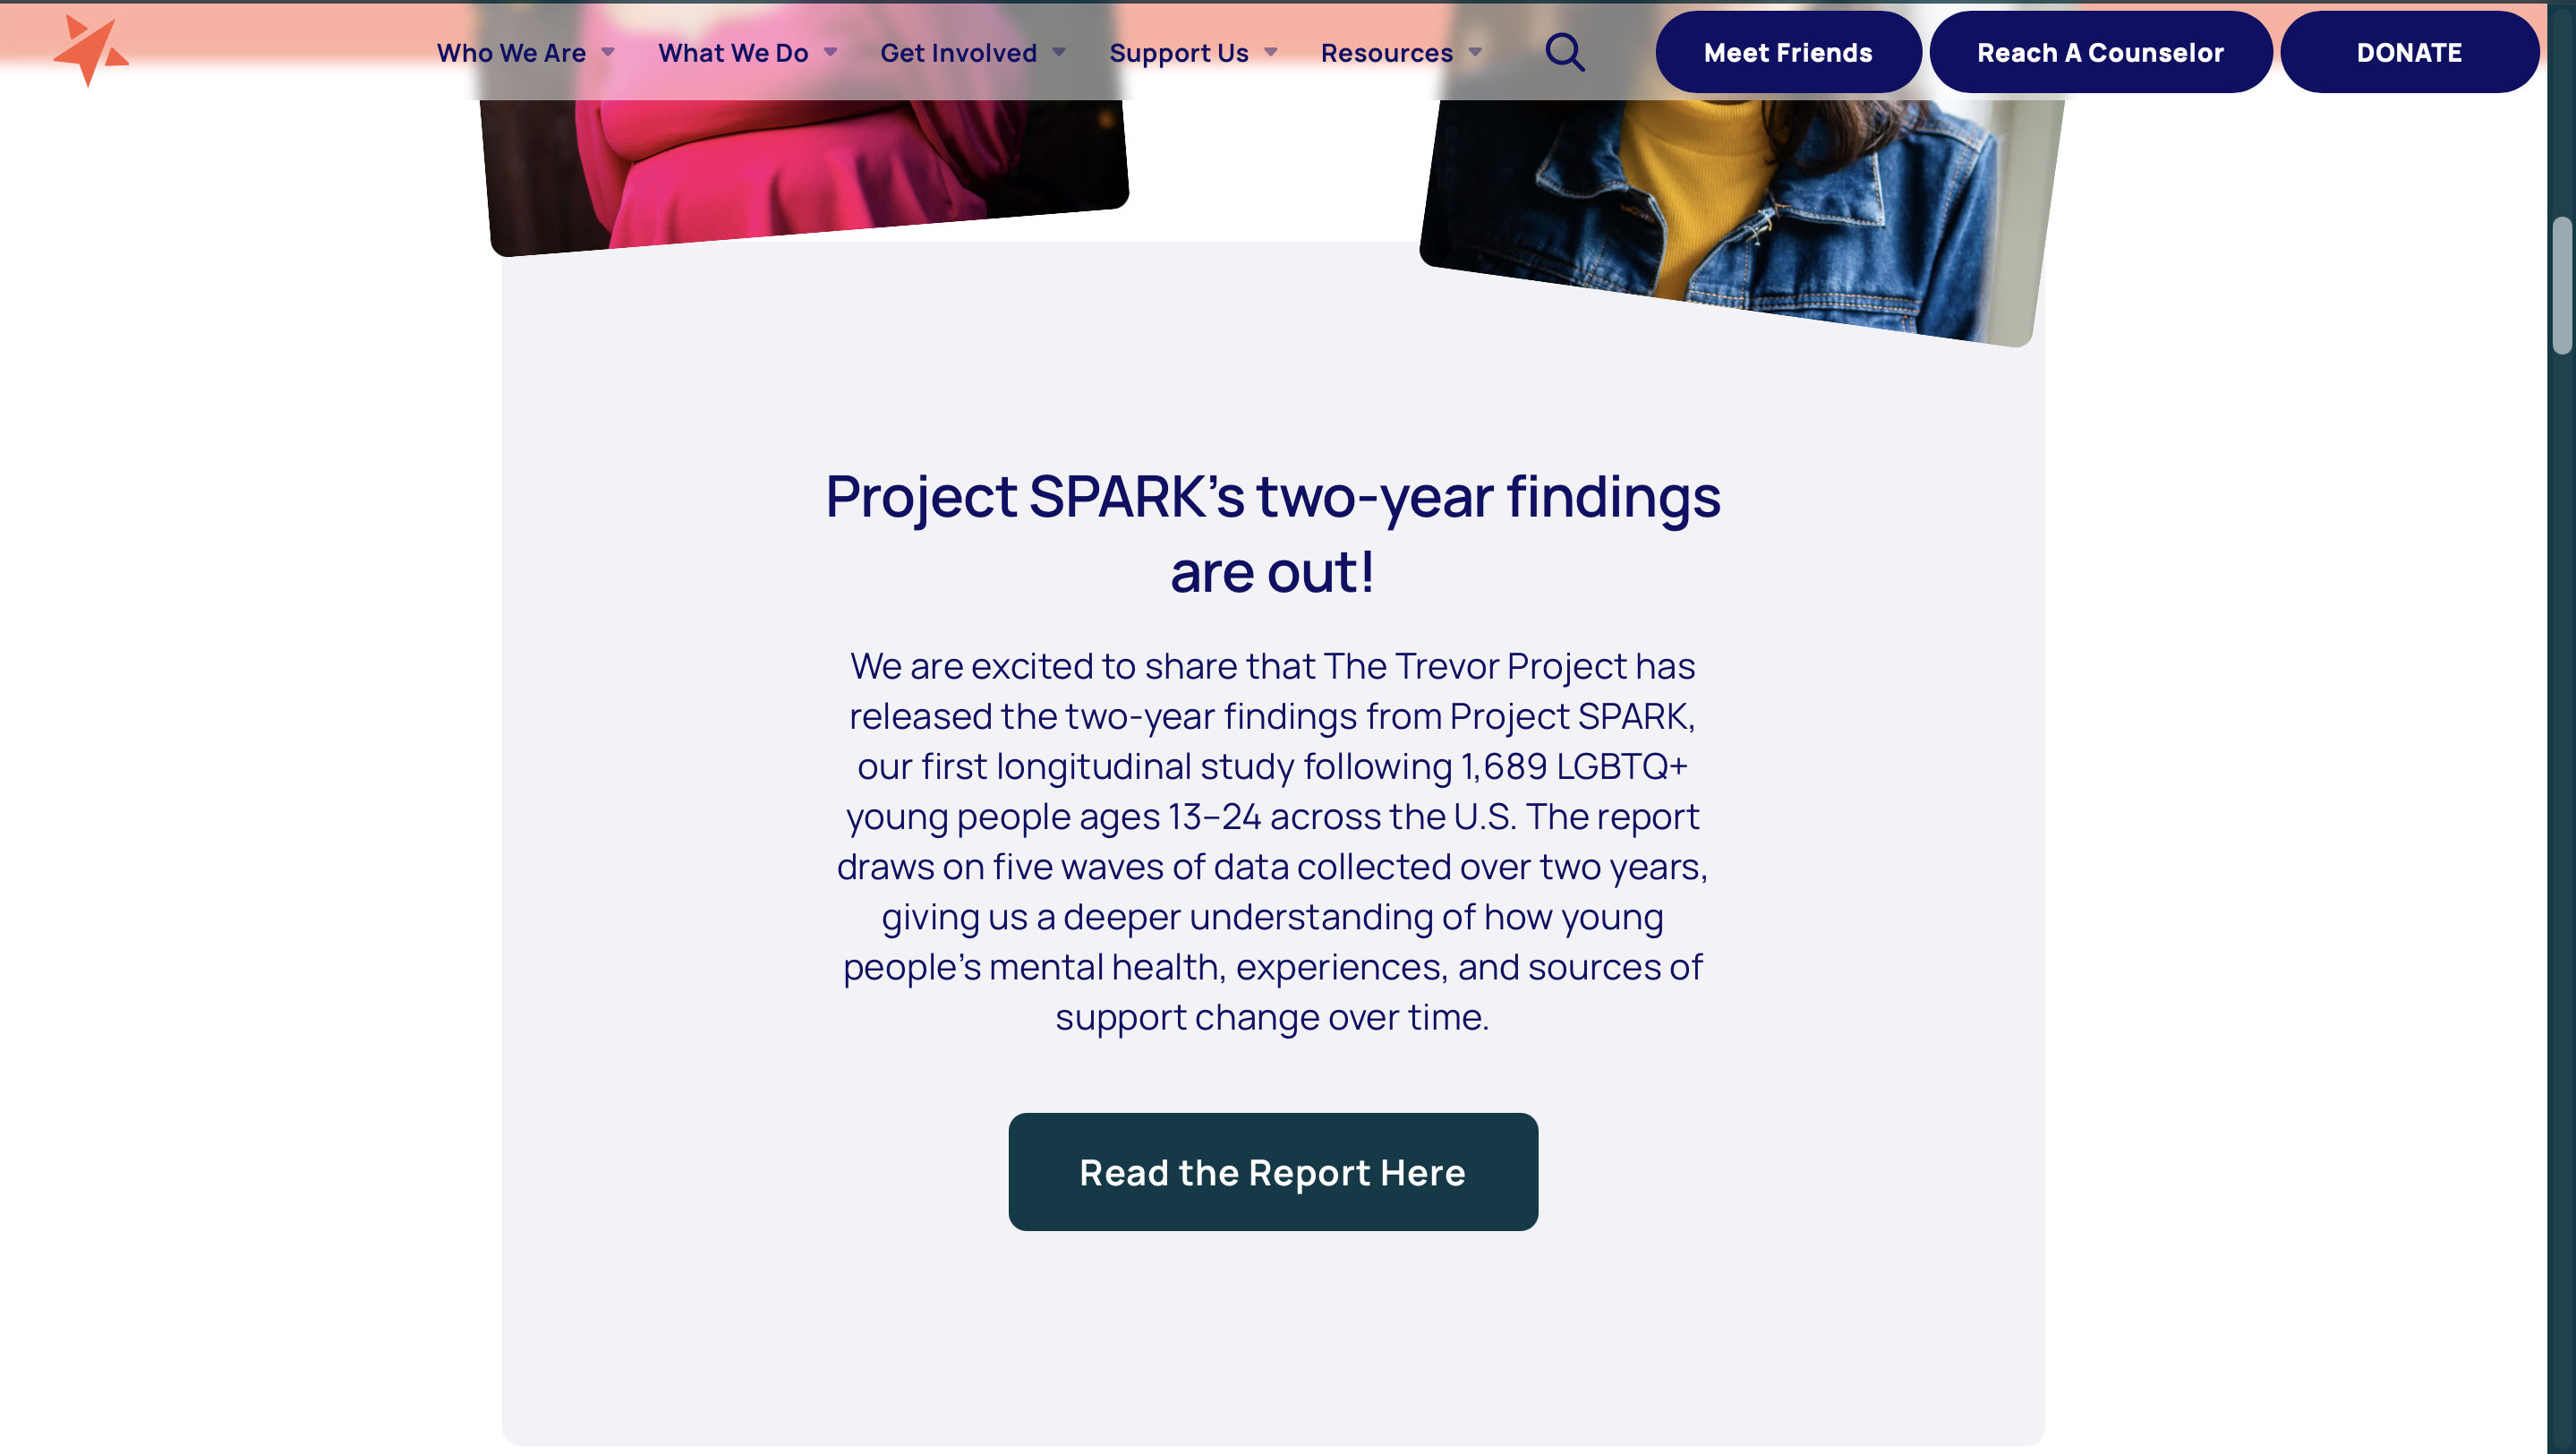 Who We Are
What We Do
Get Involved
Support Us
Resources
Meet Friends
Reach A Counselor
DONATE
Project SPARK’s two-year findings
are out!
We are excited to share that The Trevor Project has
released the two-year findings from Project SPARK,
our first longitudinal study following 1,689 LGBTQ+
young people ages 13–24 across the U.S. The report
draws on five waves of data collected over two years,
giving us a deeper understanding of how young
people’s mental health, experiences, and sources of
support change over time.
Read the Report Here